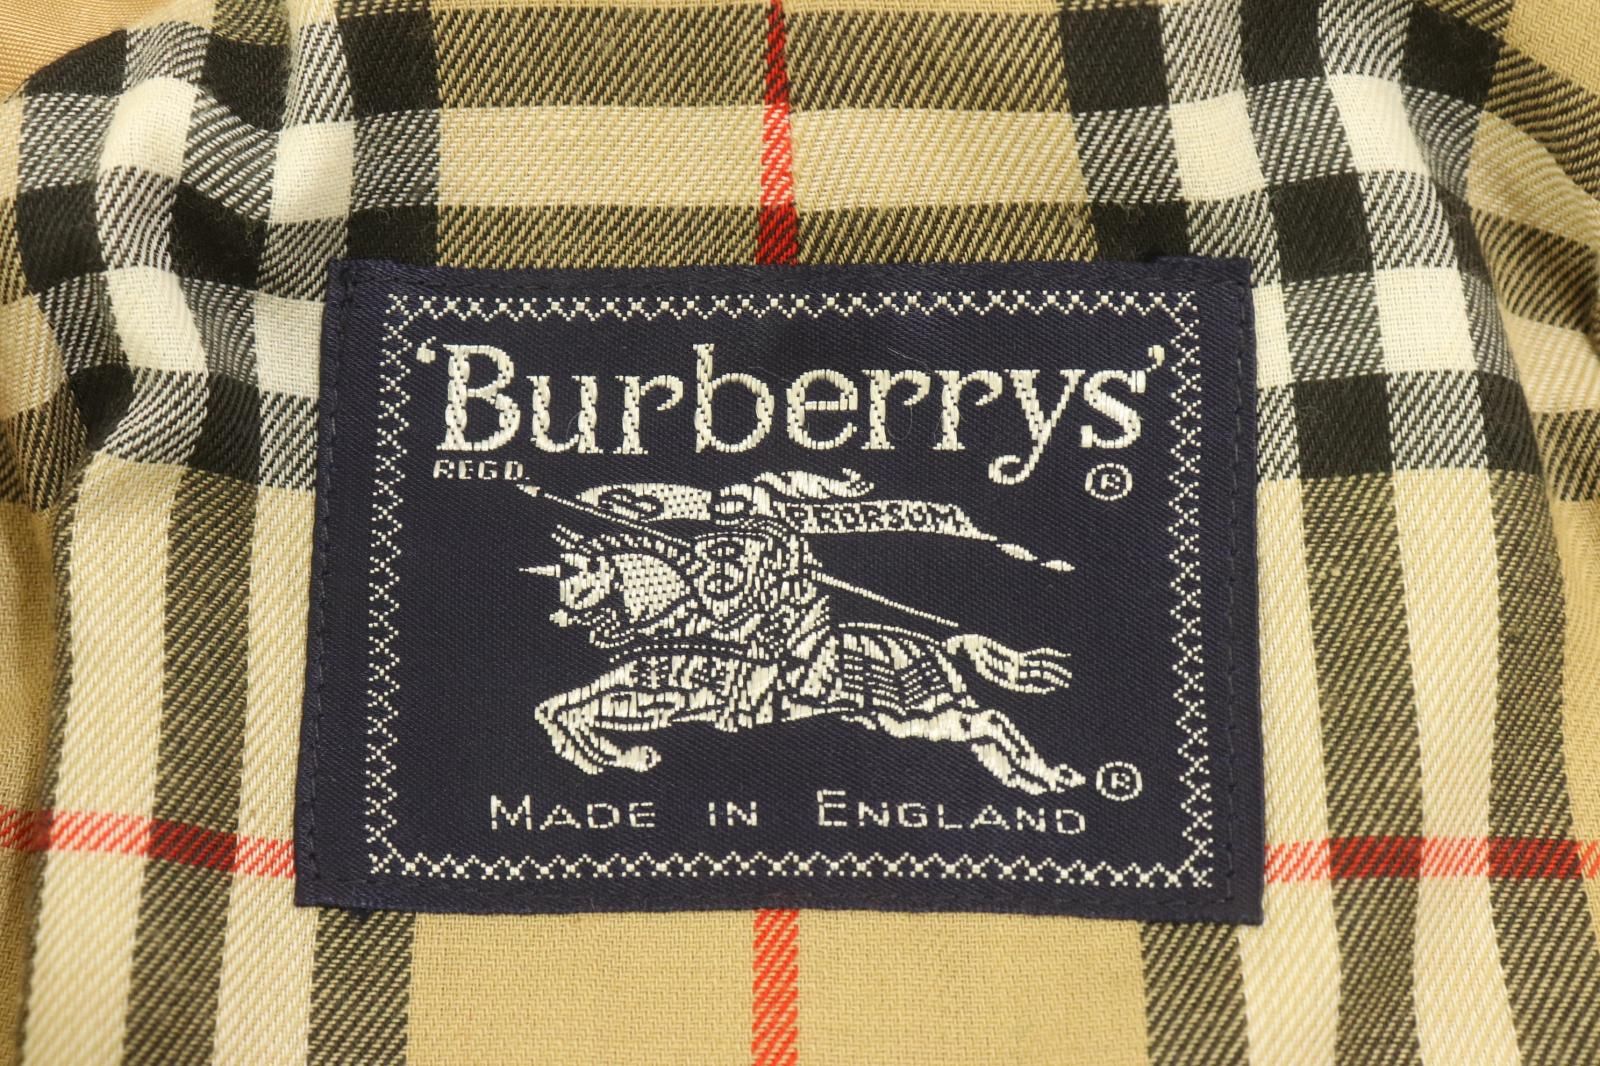 'Burberrys'
REGD.
®
PRORSUM
®
MADE IN ENGLAND